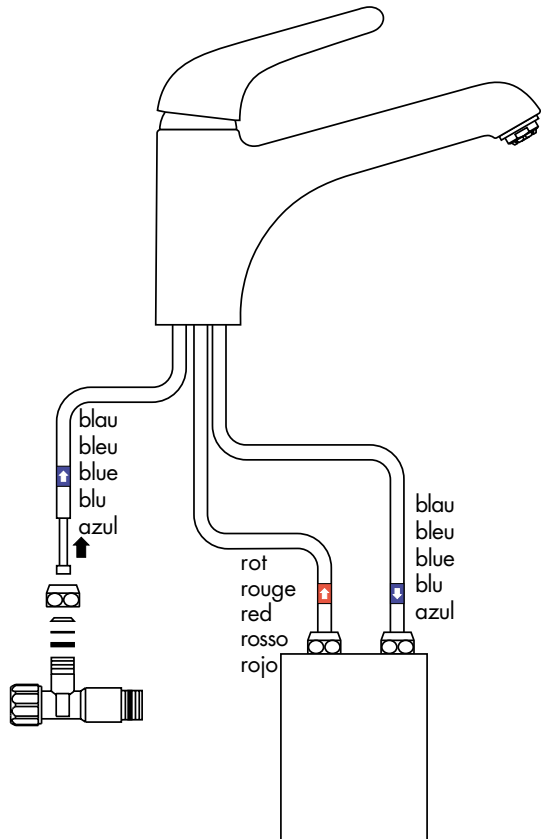 blau
bleu
blue
blu
azul
rot
rouge
red
rosso
rojo
blau
bleu
blue
blu
azul